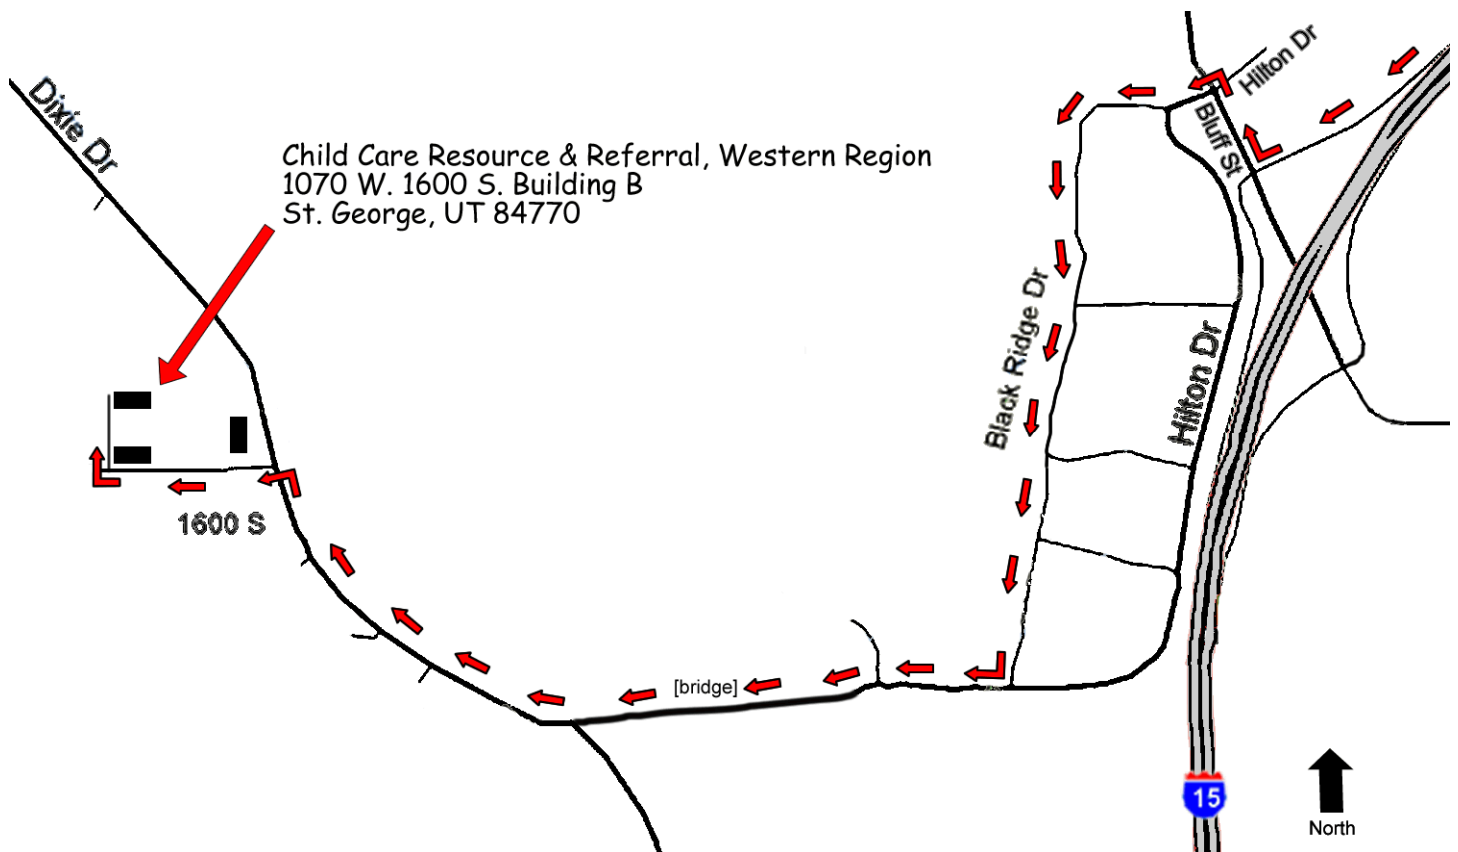 Dixie Dr
Child Care Resource & Referral, Western Region
1070 W. 1600 S. Building B
St. George, UT 84770
Hilton Dr
Bluff St
Black Ridge Dr
Hilton Dr
1600 S
[bridge]
15
North